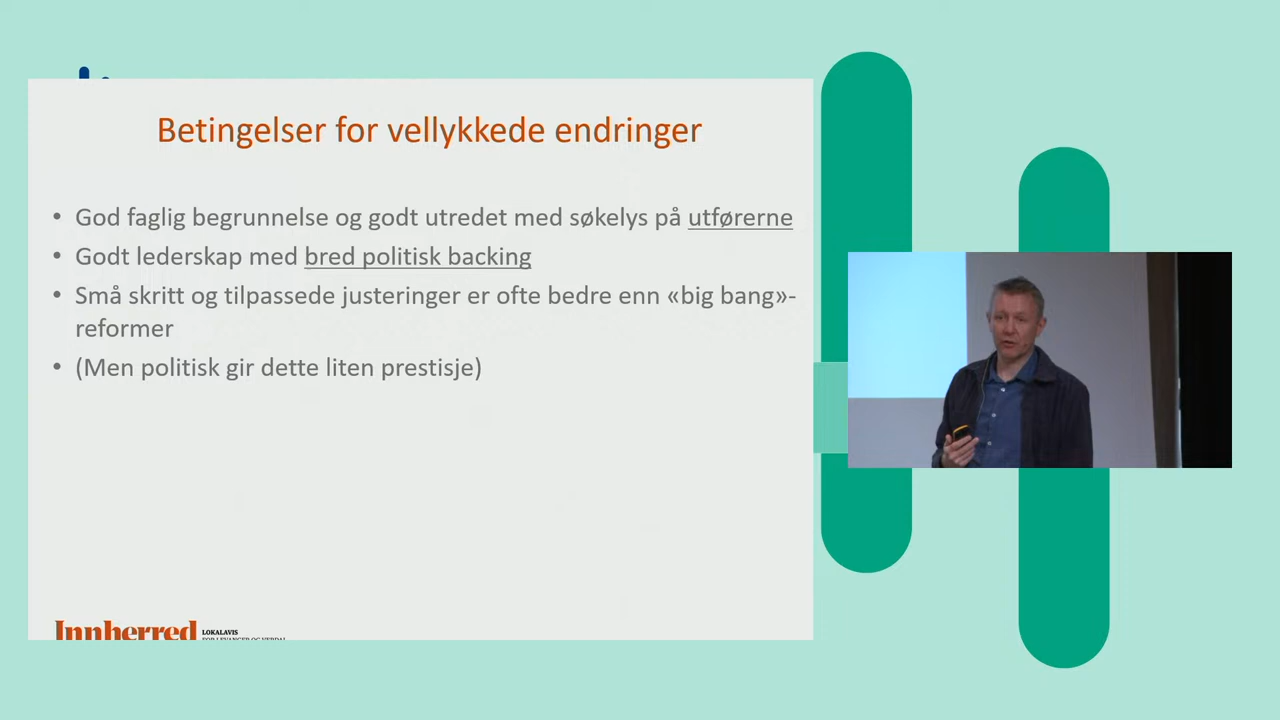 Betingelser for vellykkede endringer
• God faglig begrunnelse og godt utredet med søkelys på utførerne
• Godt lederskap med bred politisk backing
• Små skritt og tilpassede justeringer er ofte bedre enn «big bang»-
reformer
• (Men politisk gir dette liten prestisje)
Innherred LOKALAVIS